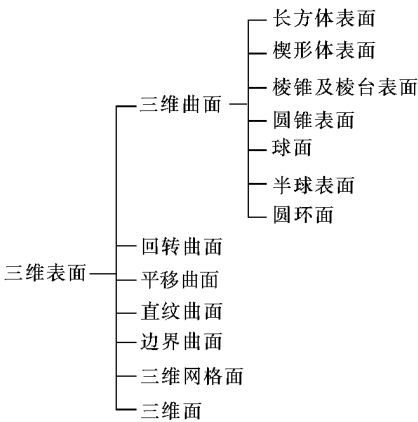 长方体表面
楔形体表面
棱锥及棱台表面
三维曲面
圆锥表面
球面
半球表面
圆环面
回转曲面
三维表面
平移曲面
直纹曲面
边界曲面
三维网格面
三维面